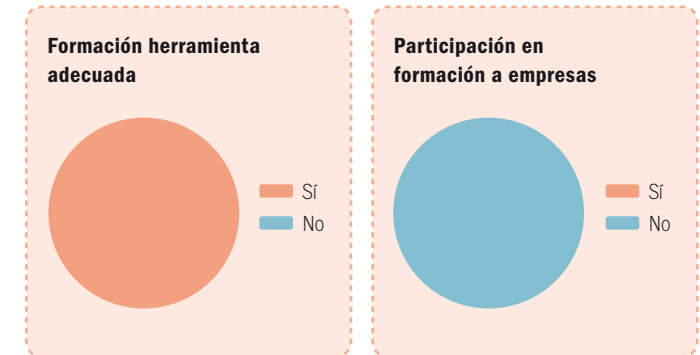 Formación herramienta
adecuada
Sí
No
Participación en
formación a empresas
Sí
No